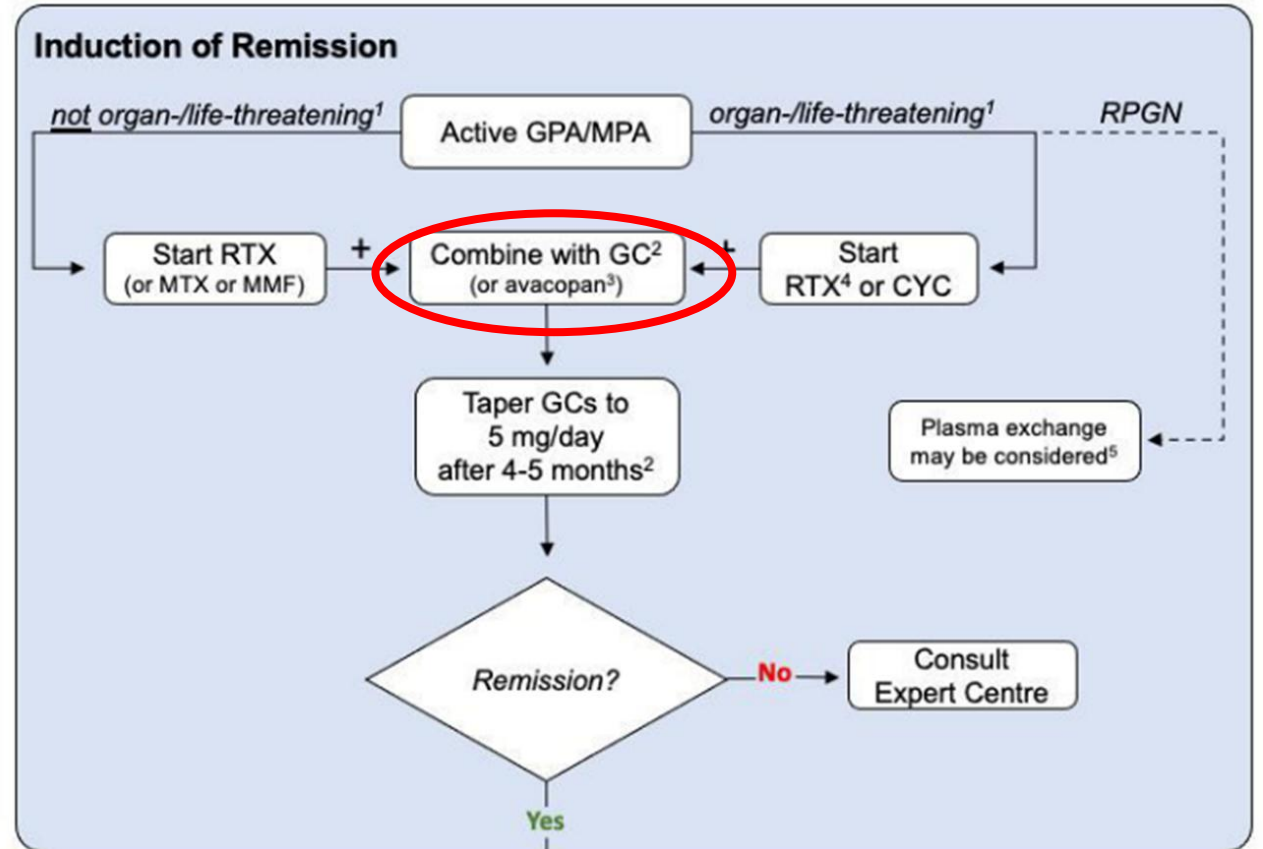 Induction of Remission
not organ-/life-threatening¹
Active GPA/MPA
organ-/life-threatening¹
RPGN
Start RTX
(or MTX or MMF)
+
Combine with GC²
(or avacopan³)
+
Start
RTX⁴ or CYC
Taper GCs to
5 mg/day
after 4-5 months²
Plasma exchange
may be considered⁵
Remission?
No
Consult
Expert Centre
Yes